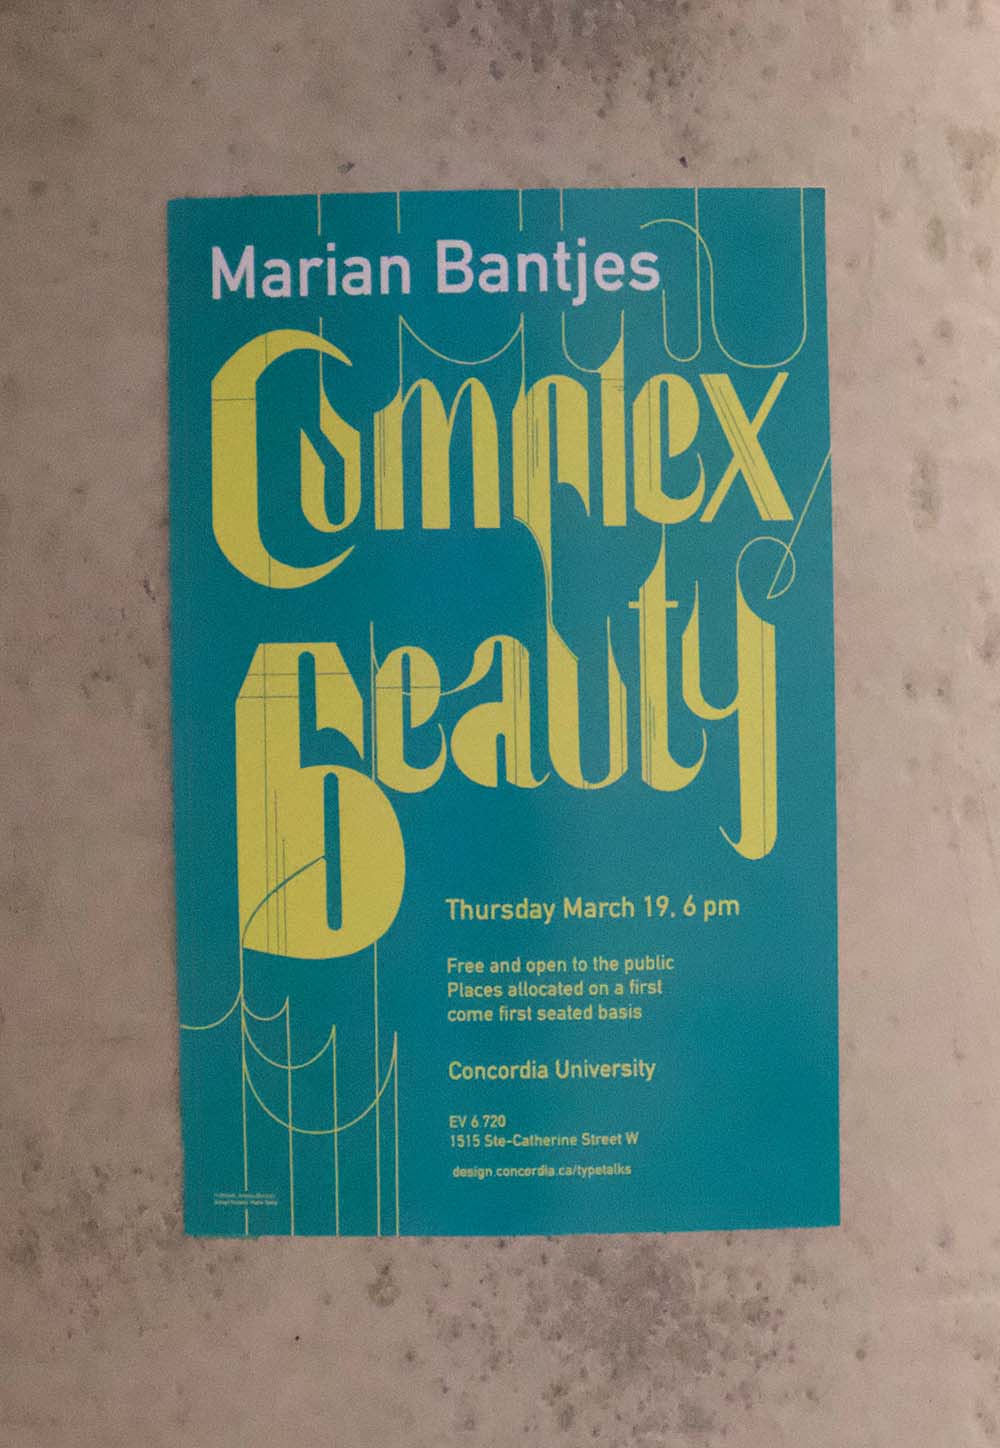 Marian Bantjes
Complex
Beauty
Thursday March 19, 6 pm
Free and open to the public
Places allocated on a first
come first seated basis
Concordia University
EV 6.720
1515 Ste-Catherine Street W
design.concordia.ca/typetalks